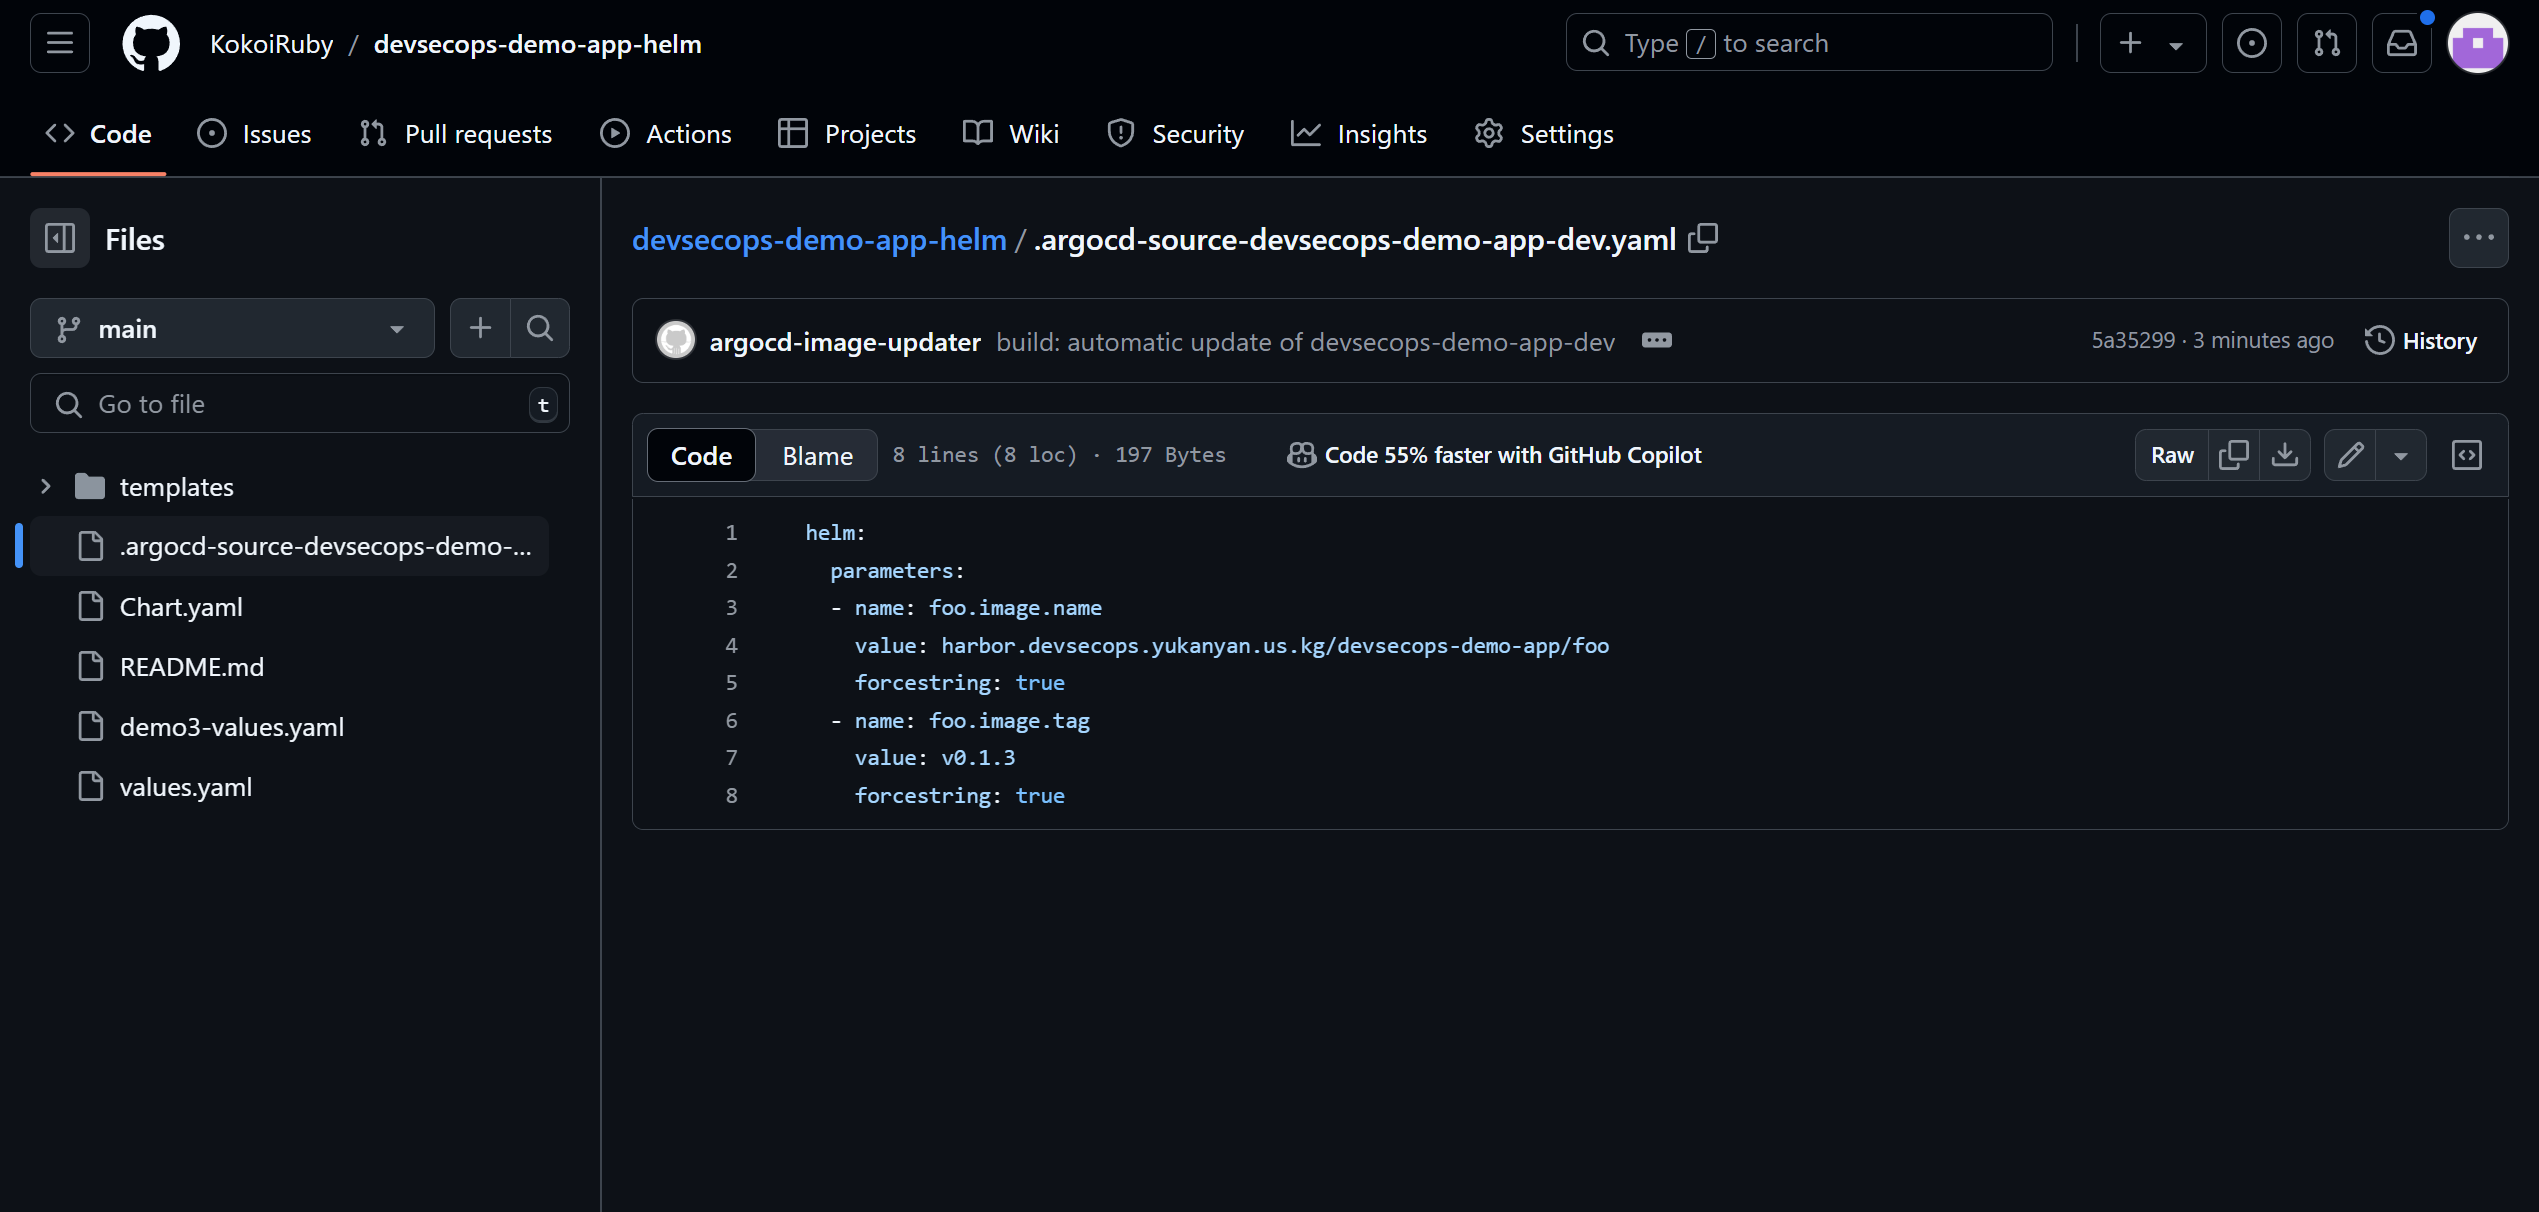 KokoiRuby / devsecops-demo-app-helm
Type / to search
Code
Issues
Pull requests
Actions
Projects
Wiki
Security
Insights
Settings
Files
main
Go to file
t
templates
.argocd-source-devsecops-demo-...
Chart.yaml
README.md
demo3-values.yaml
values.yaml
devsecops-demo-app-helm / .argocd-source-devsecops-demo-app-dev.yaml
argocd-image-updater build: automatic update of devsecops-demo-app-dev
5a35299 · 3 minutes ago
History
Code
Blame
8 lines (8 loc) · 197 Bytes
Code 55% faster with GitHub Copilot
Raw
1 helm:
2   parameters:
3   - name: foo.image.name
4     value: harbor.devsecops.yukanyan.us.kg/devsecops-demo-app/foo
5     forcestring: true
6   - name: foo.image.tag
7     value: v0.1.3
8     forcestring: true